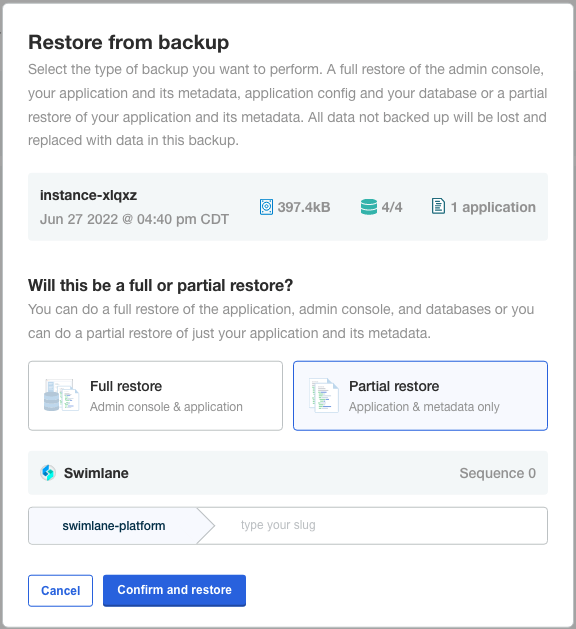 Restore from backup
Select the type of backup you want to perform. A full restore of the admin console,
your application and its metadata, application config and your database or a partial
restore of your application and its metadata. All data not backed up will be lost and
replaced with data in this backup.
instance-xlqxz
Jun 27 2022 @ 04:40 pm CDT
397.4kB
4/4
1 application
Will this be a full or partial restore?
You can do a full restore of the application, admin console, and databases or you
can do a partial restore of just your application and its metadata.
Full restore
Admin console & application
Partial restore
Application & metadata only
Swimlane
Sequence 0
swimlane-platform
type your slug
Cancel
Confirm and restore